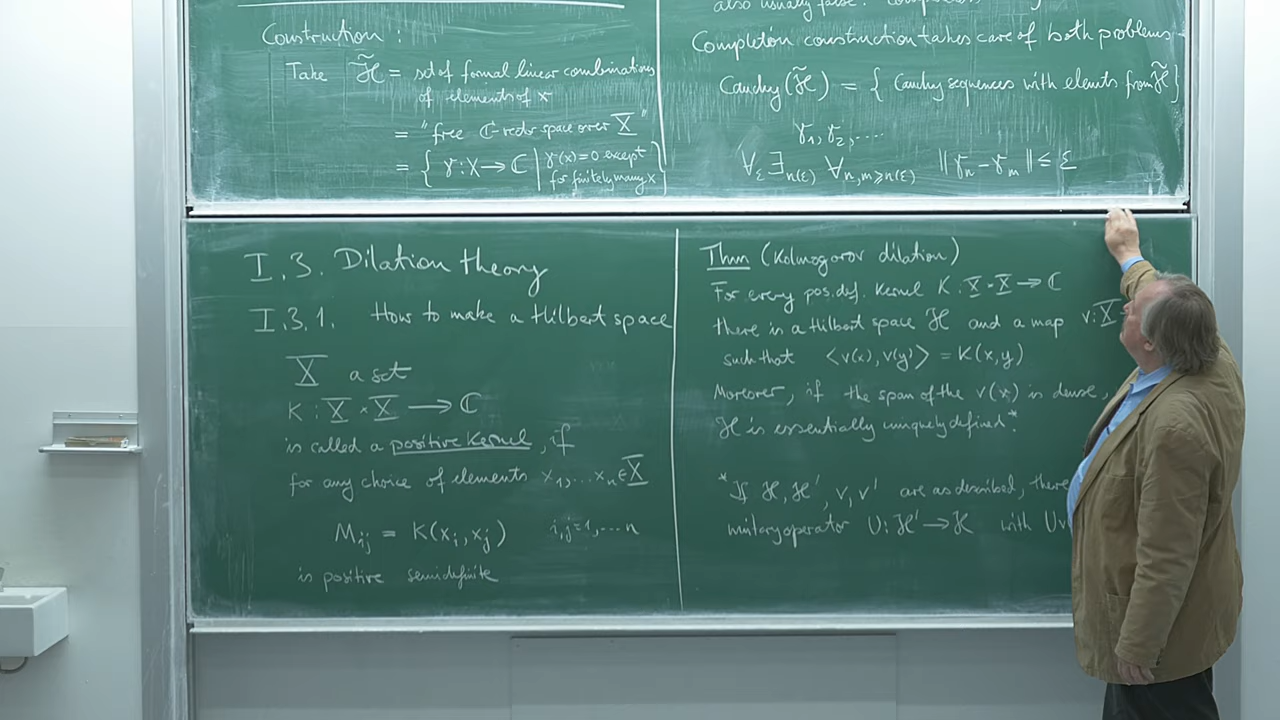 Construction :
Take H̃ = set of formal linear combinations
of elements of x
= "free ℂ-vector space over X"
= { γ : X → ℂ | γ(x)=0 except
for finitely many x }
also usually false.
Completion construction takes care of both problems
Cauchy (H̃) = { Cauchy sequences with elements from H̃ }
γ₁, γ₂, ....
∀ε ∃n(ε) ∀n,m≥n(ε) ‖γn − γm‖ ≤ ε
I.3. Dilation theory
I.3.1. How to make a Hilbert space
X a set
K : X × X → ℂ
is called a positive kernel, if
for any choice of elements x₁,... xn ∈ X
Mij = K(xi, xj) i,j=1,....n
is positive semidefinite
Thm (Kolmogorov dilation)
For every pos. def. kernel K : X × X → ℂ
there is a Hilbert space H and a map v: X
such that ⟨v(x), v(y)⟩ = K(x,y)
Moreover, if the span of the v(x) is dense,
H is essentially uniquely defined.*
*If H, H', v, v' are as described, there
unitary operator U: H' → H with Uv